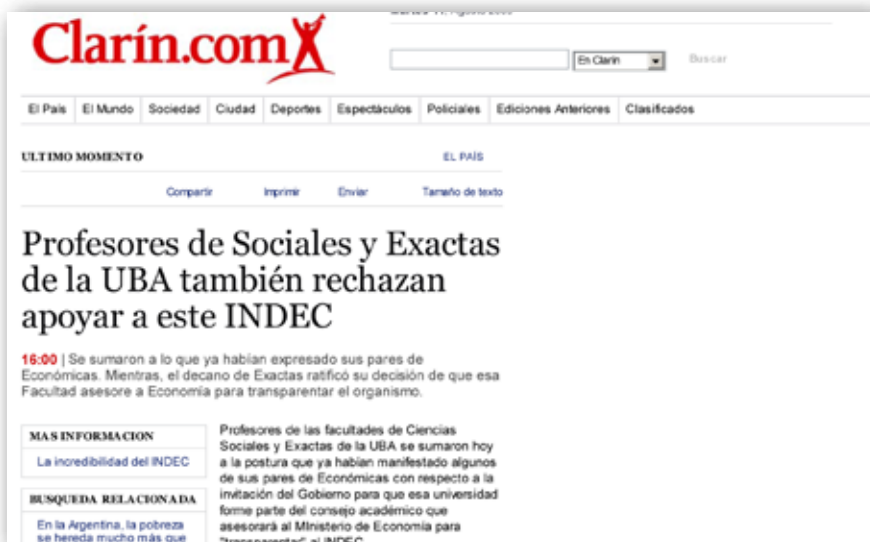 Clarín.com
En Clarín
Buscar
El País El Mundo Sociedad Ciudad Deportes Espectáculos Policiales Ediciones Anteriores Clasificados
ULTIMO MOMENTO
EL PAÍS
Compartir Imprimir Enviar Tamaño de texto
Profesores de Sociales y Exactas
de la UBA también rechazan
apoyar a este INDEC
16:00 | Se sumaron a lo que ya habían expresado sus pares de
Económicas. Mientras, el decano de Exactas ratificó su decisión de que esa
Facultad asesore a Economía para transparentar el organismo.
MAS INFORMACION
La incredibilidad del INDEC
BUSQUEDA RELACIONADA
En la Argentina, la pobreza
se hereda mucho más que
Profesores de las facultades de Ciencias
Sociales y Exactas de la UBA se sumaron hoy
a la postura que ya habían manifestado algunos
de sus pares de Económicas con respecto a la
invitación del Gobierno para que esa universidad
forme parte del consejo académico que
asesorará al MInisterio de Economía para
"transparentar" al INDEC.